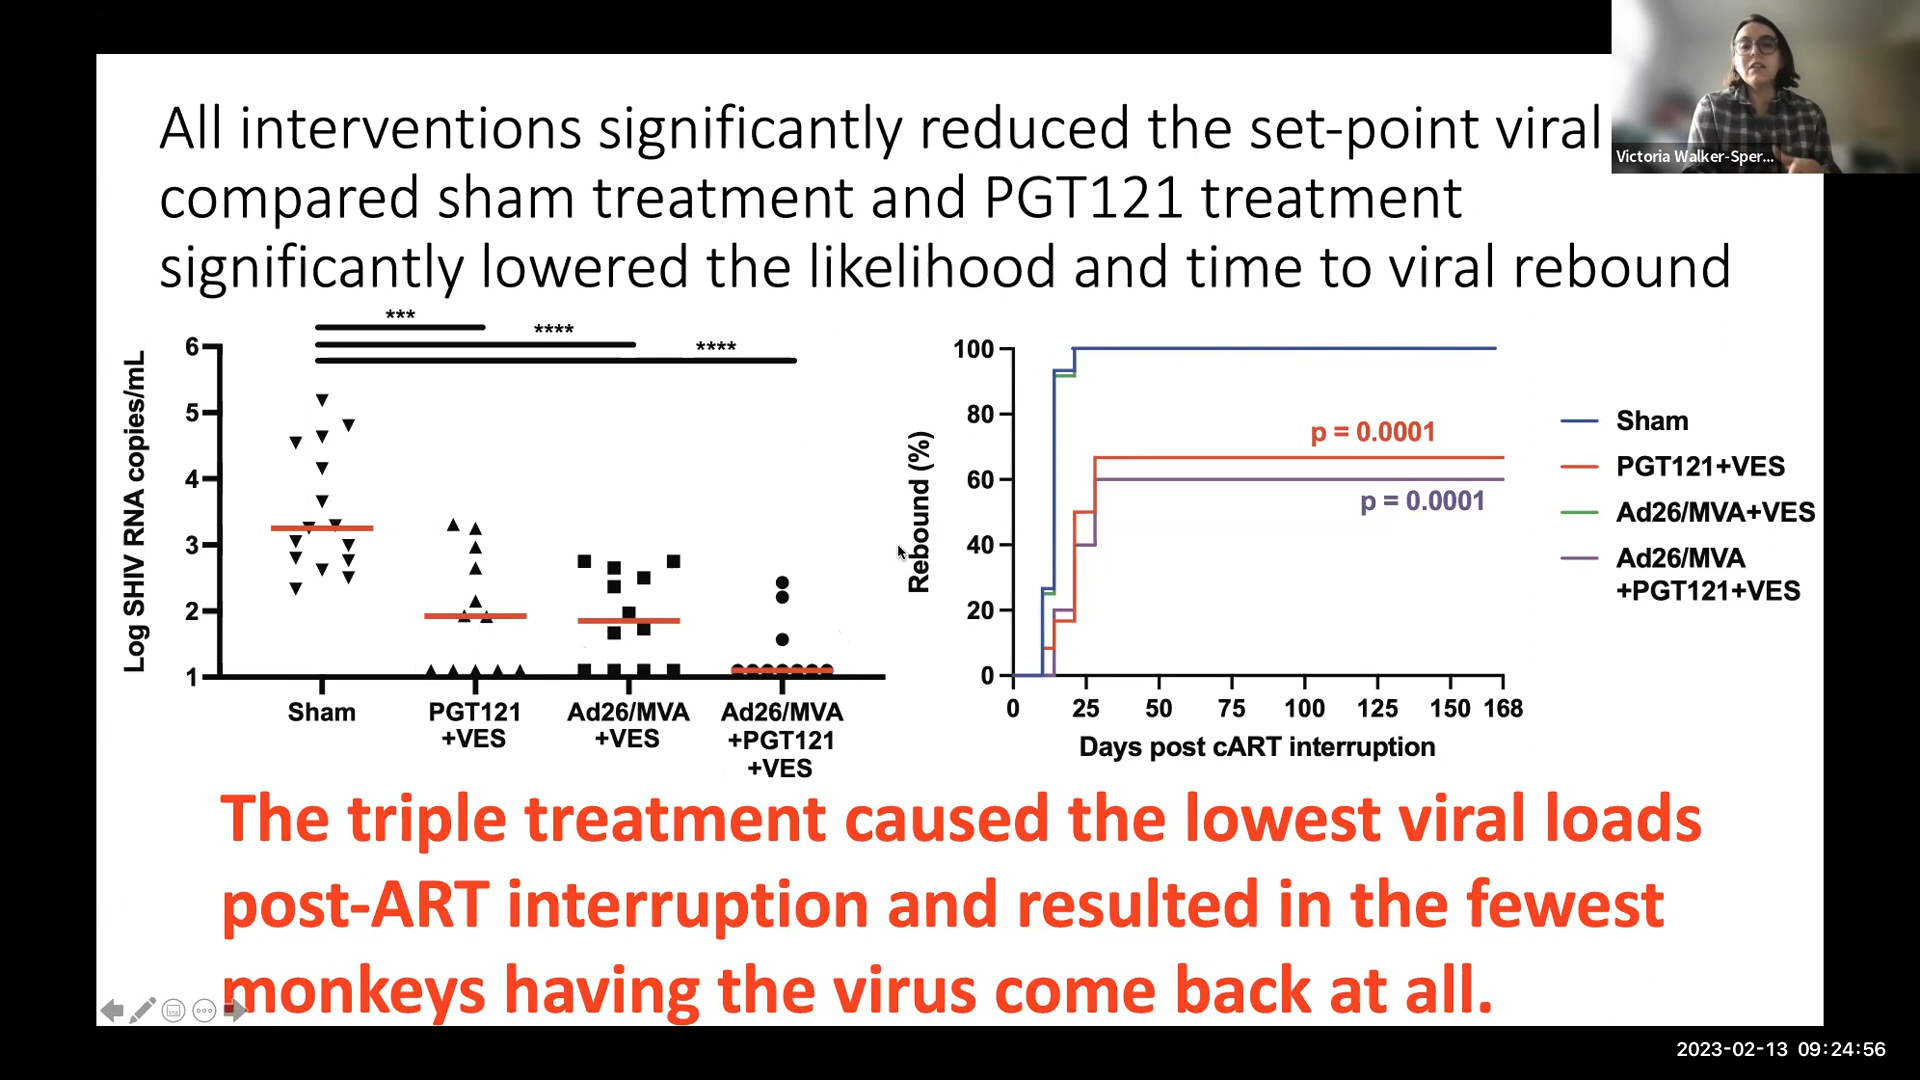 All interventions significantly reduced the set-point viral
compared sham treatment and PGT121 treatment
significantly lowered the likelihood and time to viral rebound
Victoria Walker-Sper...
***
****
****
Log SHIV RNA copies/mL
6
5
4
3
2
1
Sham
PGT121
+VES
Ad26/MVA
+VES
Ad26/MVA
+PGT121
+VES
Rebound (%)
100
80
60
40
20
0
p = 0.0001
p = 0.0001
0 25 50 75 100 125 150 168
Days post cART interruption
Sham
PGT121+VES
Ad26/MVA+VES
Ad26/MVA
+PGT121+VES
The triple treatment caused the lowest viral loads
post-ART interruption and resulted in the fewest
monkeys having the virus come back at all.
2023-02-13 09:24:56